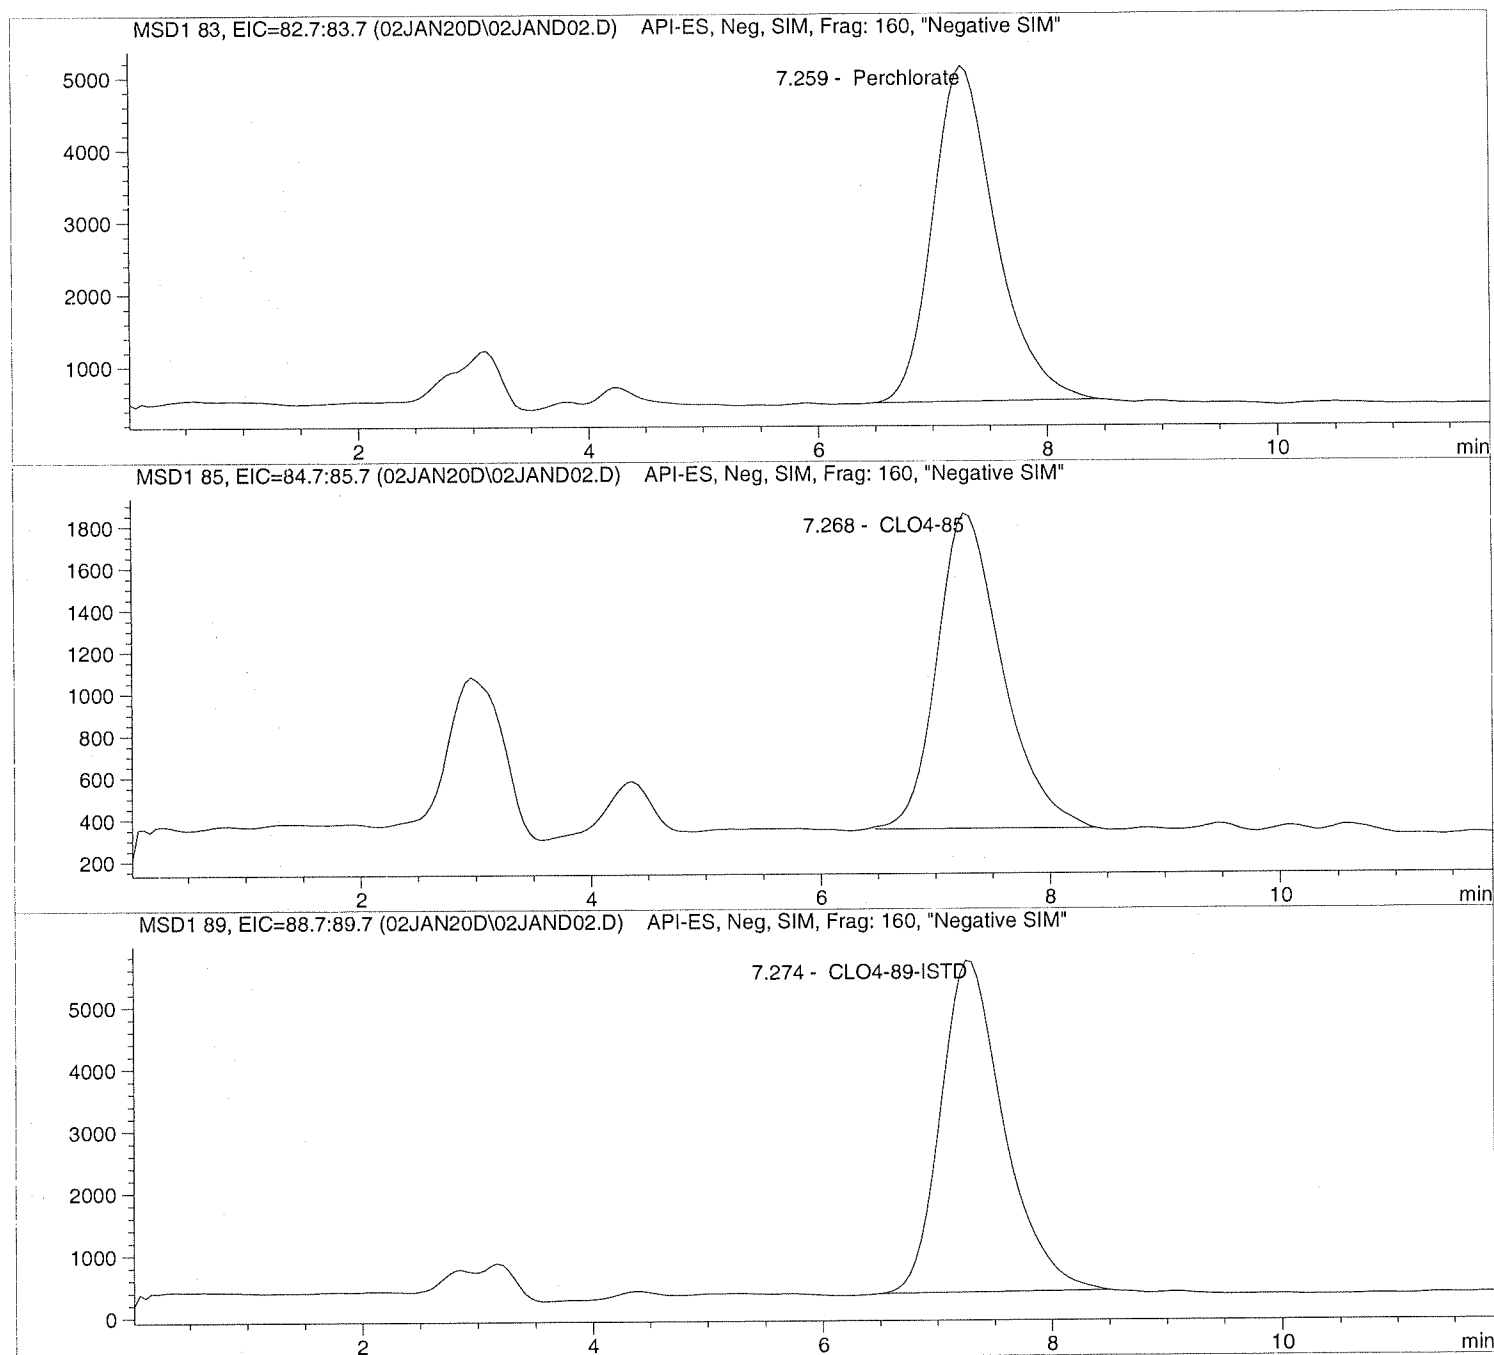 MSD1 83, EIC=82.7:83.7 (02JAN20D\02JAND02.D) API-ES, Neg, SIM, Frag: 160, "Negative SIM"
7.259 - Perchlorate
5000
4000
3000
2000
1000
2 4 6 8 10 min
MSD1 85, EIC=84.7:85.7 (02JAN20D\02JAND02.D) API-ES, Neg, SIM, Frag: 160, "Negative SIM"
7.268 - CLO4-85
1800
1600
1400
1200
1000
800
600
400
200
2 4 6 8 10 min
MSD1 89, EIC=88.7:89.7 (02JAN20D\02JAND02.D) API-ES, Neg, SIM, Frag: 160, "Negative SIM"
7.274 - CLO4-89-ISTD
5000
4000
3000
2000
1000
0
2 4 6 8 10 min